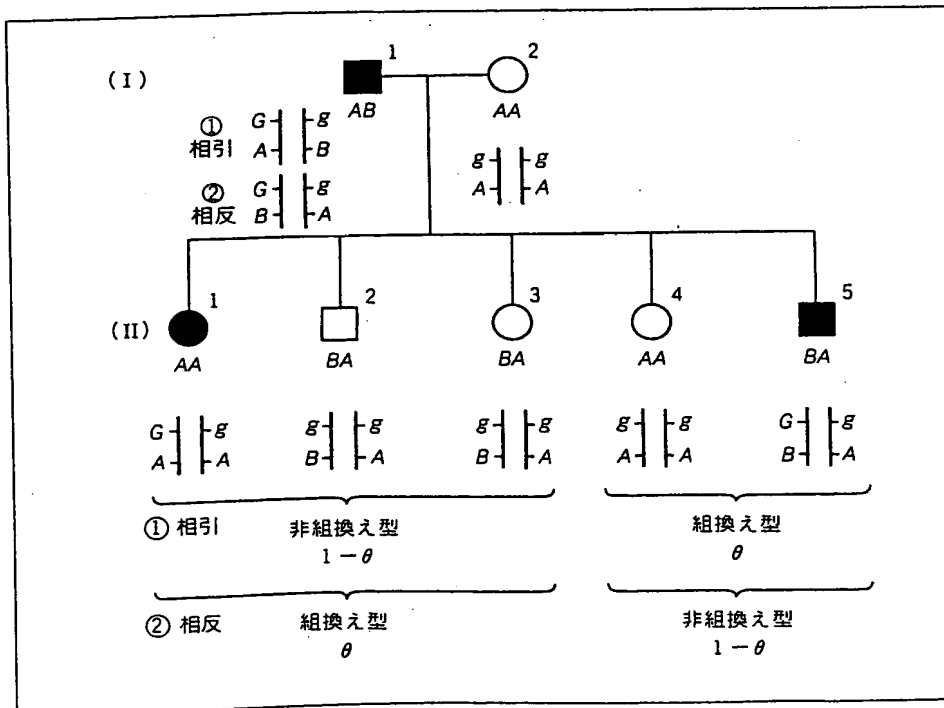 (I)
1
2
AB
AA
①
相引
G g
A B
②
相反
G g
B A
g g
A A
(II)
1
2
3
4
5
AA
BA
BA
AA
BA
G g
A A
g g
B A
g g
B A
g g
A A
G g
B A
① 相引
非組換え型
1 − θ
組換え型
θ
② 相反
組換え型
θ
非組換え型
1 − θ